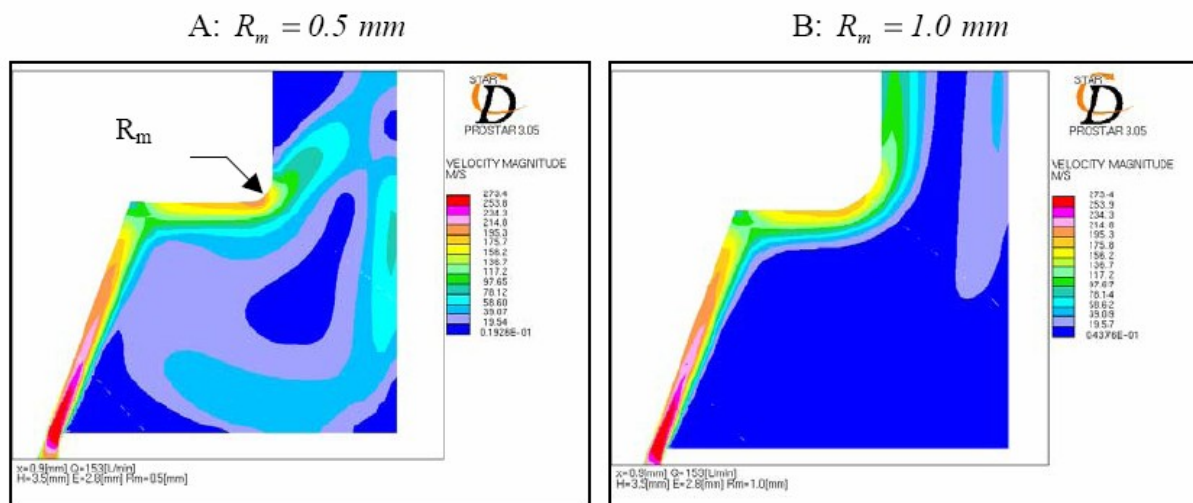 A: R_m = 0.5 mm
B: R_m = 1.0 mm
R_m
STAR
CD
PROSTAR 3.05
VELOCITY MAGNITUDE
M/S
273.4
253.8
234.3
214.8
195.3
175.7
156.2
136.7
117.2
97.65
78.12
58.60
39.07
19.54
0.1928E-01
x=0.9[mm] Q=153[L/min]
H=3.5[mm] E=2.8[mm] Rm=0.5[mm]
STAR
CD
PROSTAR 3.05
VELOCITY MAGNITUDE
M/S
273.4
253.9
234.3
214.8
195.3
175.8
156.2
136.7
117.2
97.67
78.14
58.62
39.09
19.57
x=0.9[mm] Q=153[L/min]
H=3.5[mm] E=2.8[mm] Rm=1.0[mm]